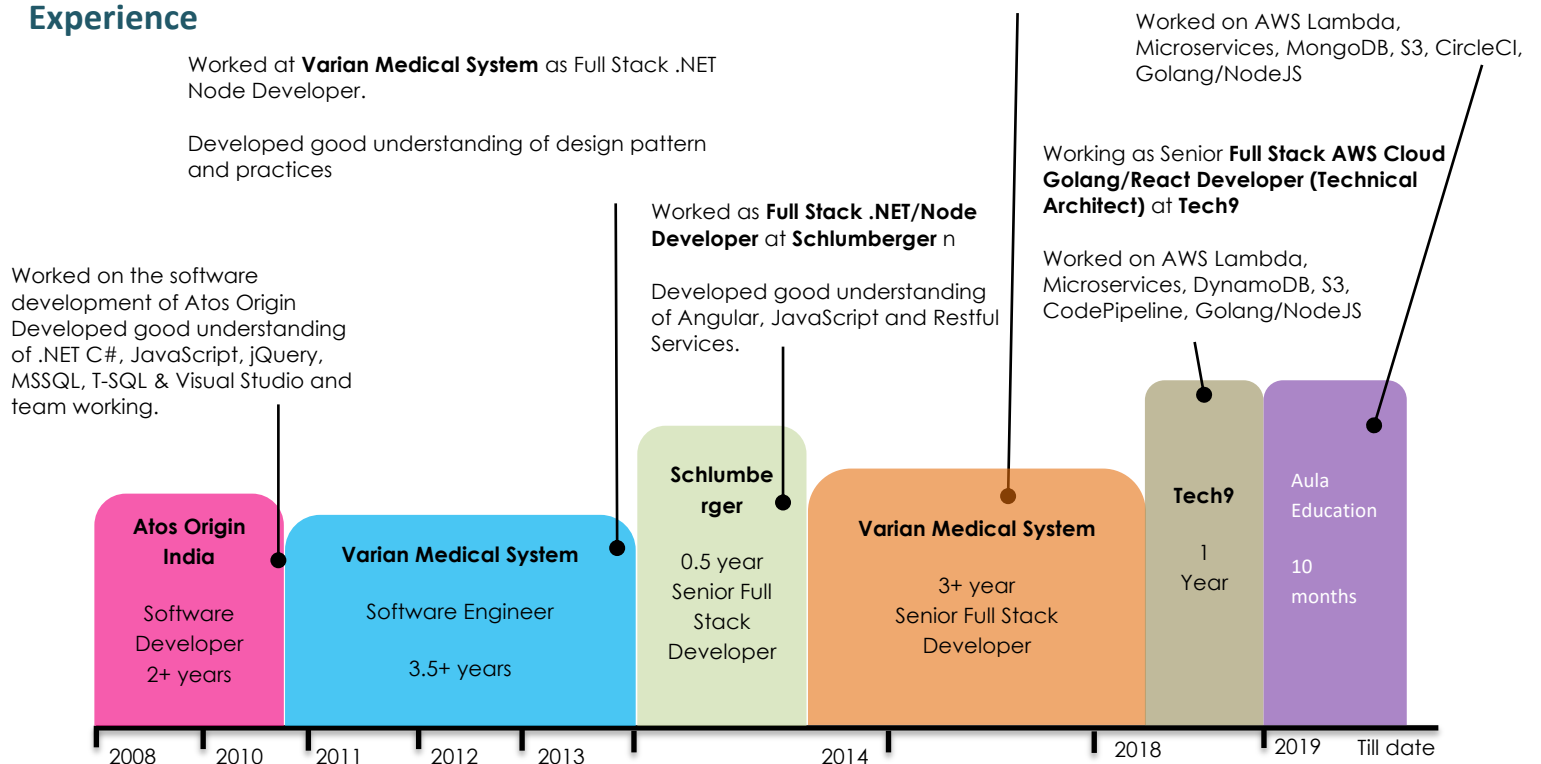 Experience
Worked at Varian Medical System as Full Stack .NET
Node Developer.
Developed good understanding of design pattern
and practices
Worked on AWS Lambda,
Microservices, MongoDB, S3, CircleCI,
Golang/NodeJS
Working as Senior Full Stack AWS Cloud
Golang/React Developer (Technical
Architect) at Tech9
Worked on AWS Lambda,
Microservices, DynamoDB, S3,
CodePipeline, Golang/NodeJS
Worked as Full Stack .NET/Node
Developer at Schlumberger n
Developed good understanding
of Angular, JavaScript and Restful
Services.
Worked on the software
development of Atos Origin
Developed good understanding
of .NET C#, JavaScript, jQuery,
MSSQL, T-SQL & Visual Studio and
team working.
Atos Origin
India
Software
Developer
2+ years
Varian Medical System
Software Engineer
3.5+ years
Schlumbe
rger
0.5 year
Senior Full
Stack
Developer
Varian Medical System
3+ year
Senior Full Stack
Developer
Tech9
1
Year
Aula
Education
10
months
2008
2010
2011
2012
2013
2014
2018
2019
Till date